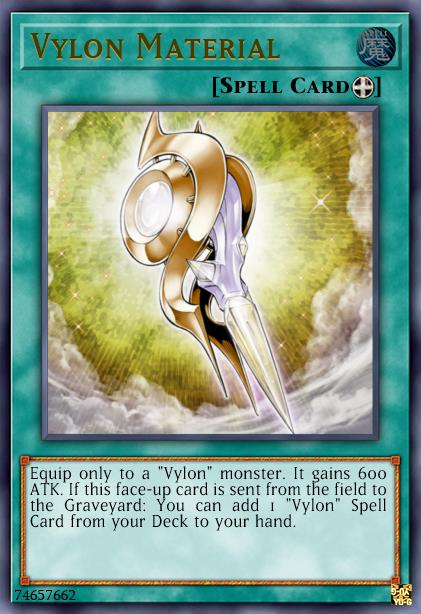 Vylon Material
[Spell Card]
Equip only to a "Vylon" monster. It gains 600
ATK. If this face-up card is sent from the field to
the Graveyard: You can add 1 "Vylon" Spell
Card from your Deck to your hand.
74657662